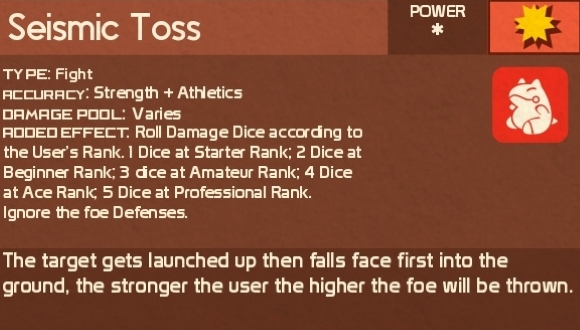 Seismic Toss
POWER
*
TYPE: Fight
ACCURACY: Strength + Athletics
DAMAGE POOL: Varies
ADDED EFFECT: Roll Damage Dice according to
the User's Rank. 1 Dice at Starter Rank; 2 Dice at
Beginner Rank; 3 dice at Amateur Rank; 4 Dice
at Ace Rank; 5 Dice at Professional Rank.
Ignore the foe Defenses.
The target gets launched up then falls face first into the
ground, the stronger the user the higher the foe will be thrown.